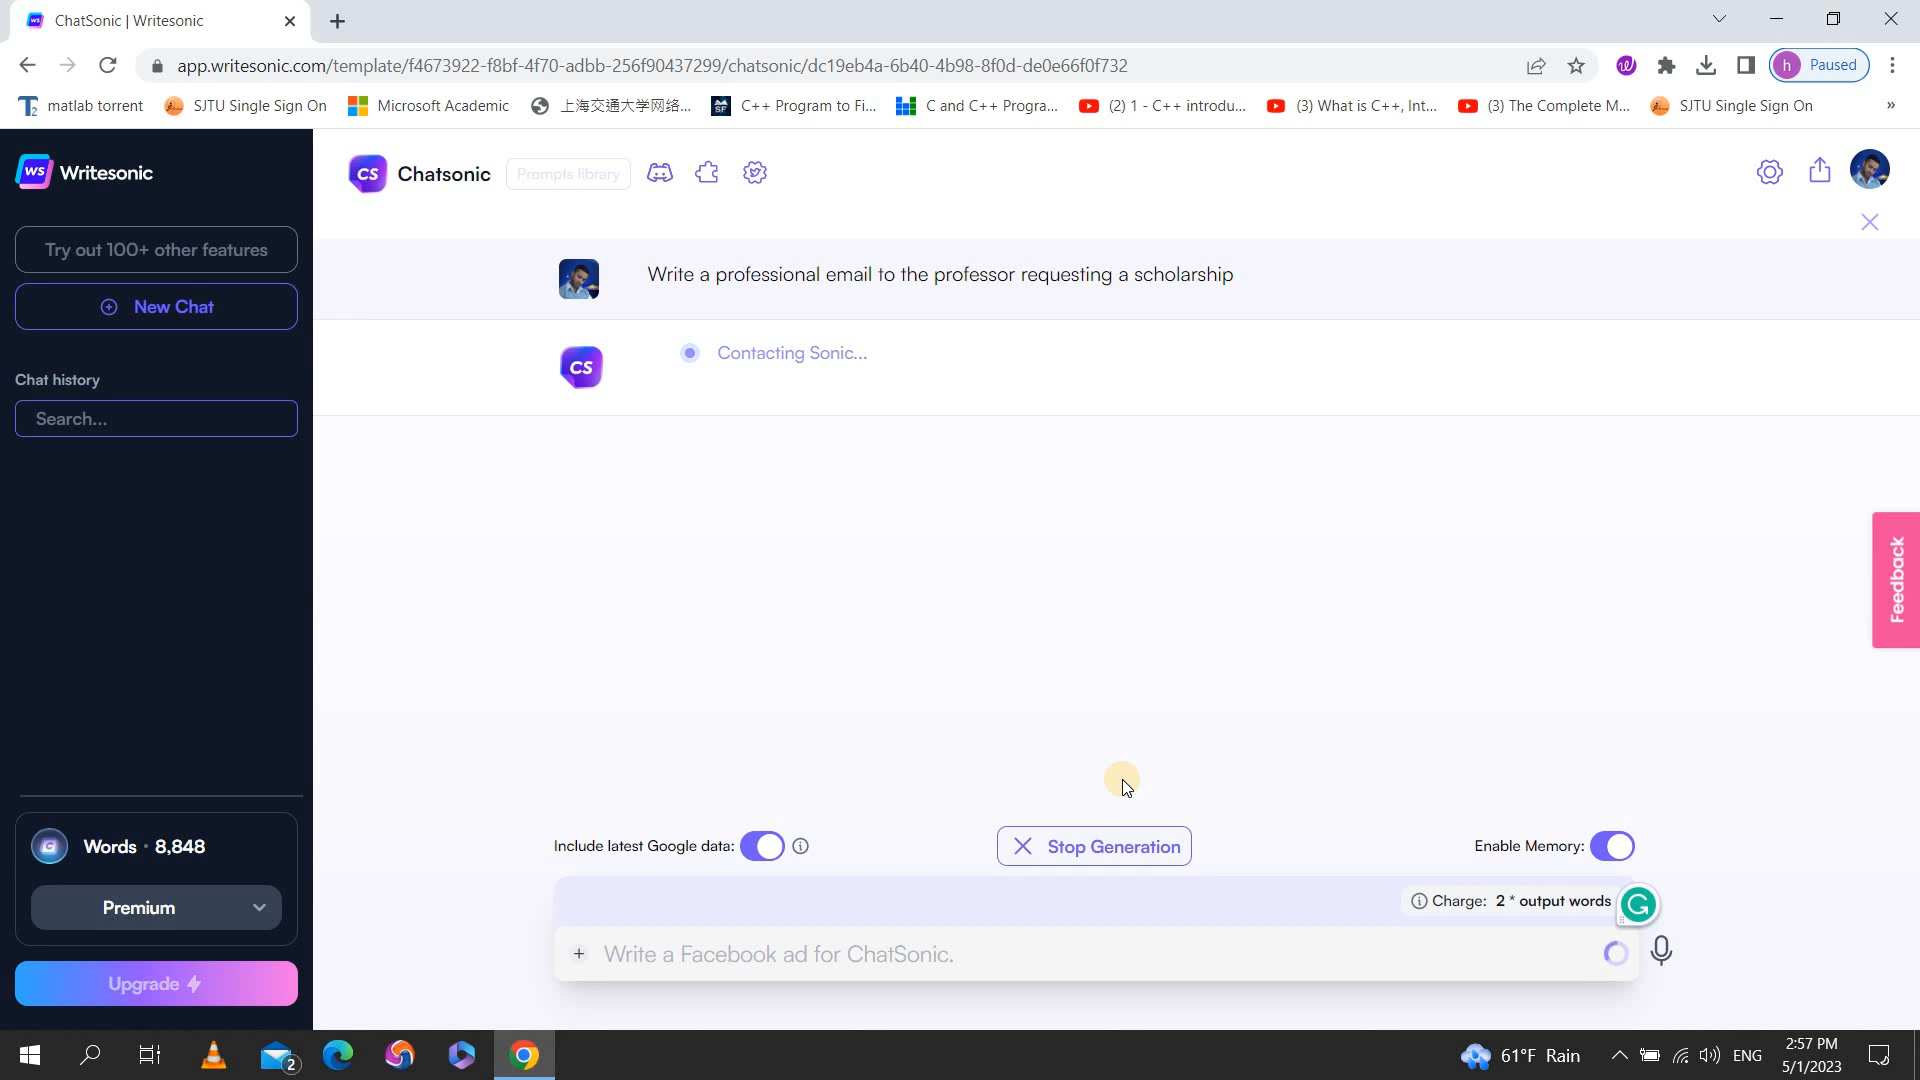 ChatSonic | Writesonic
app.writesonic.com/template/f4673922-f8bf-4f70-adbb-256f90437299/chatsonic/dc19eb4a-6b40-4b98-8f0d-de0e66f0f732
h Paused
matlab torrent
SJTU Single Sign On
Microsoft Academic
上海交通大学网络...
C++ Program to Fi...
C and C++ Progra...
(2) 1 - C++ introdu...
(3) What is C++, Int...
(3) The Complete M...
SJTU Single Sign On
»
WS Writesonic
CS Chatsonic
Prompts library
Try out 100+ other features
New Chat
Chat history
Search...
Write a professional email to the professor requesting a scholarship
CS Contacting Sonic...
Feedback
Words · 8,848
Premium
Upgrade
Include latest Google data:
Stop Generation
Enable Memory:
Charge: 2 * output words
+ Write a Facebook ad for ChatSonic.
2
61°F Rain
ENG
2:57 PM
5/1/2023